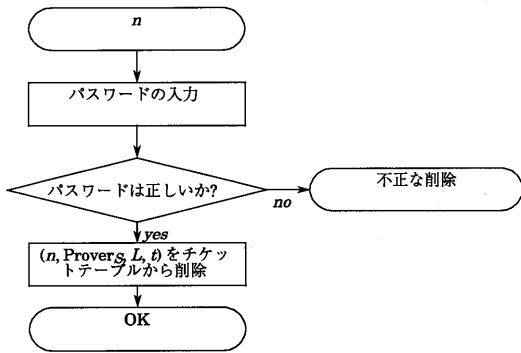 n
パスワードの入力
パスワードは正しいか?
不正な削除
no
yes
(n, Prover_S, L, t) をチケッ
トテーブルから削除
OK